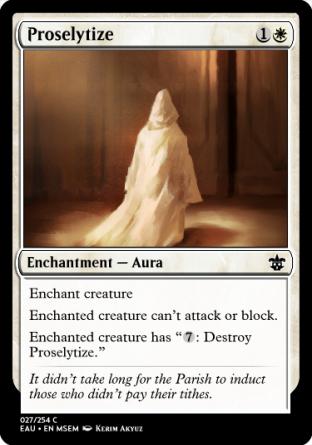 Proselytize 1
Enchantment — Aura
Enchant creature
Enchanted creature can't attack or block.
Enchanted creature has “7: Destroy
Proselytize.”
It didn't take long for the Parish to induct
those who didn't pay their tithes.
027/254 C
EAU • EN MSEM Kerim Akyuz